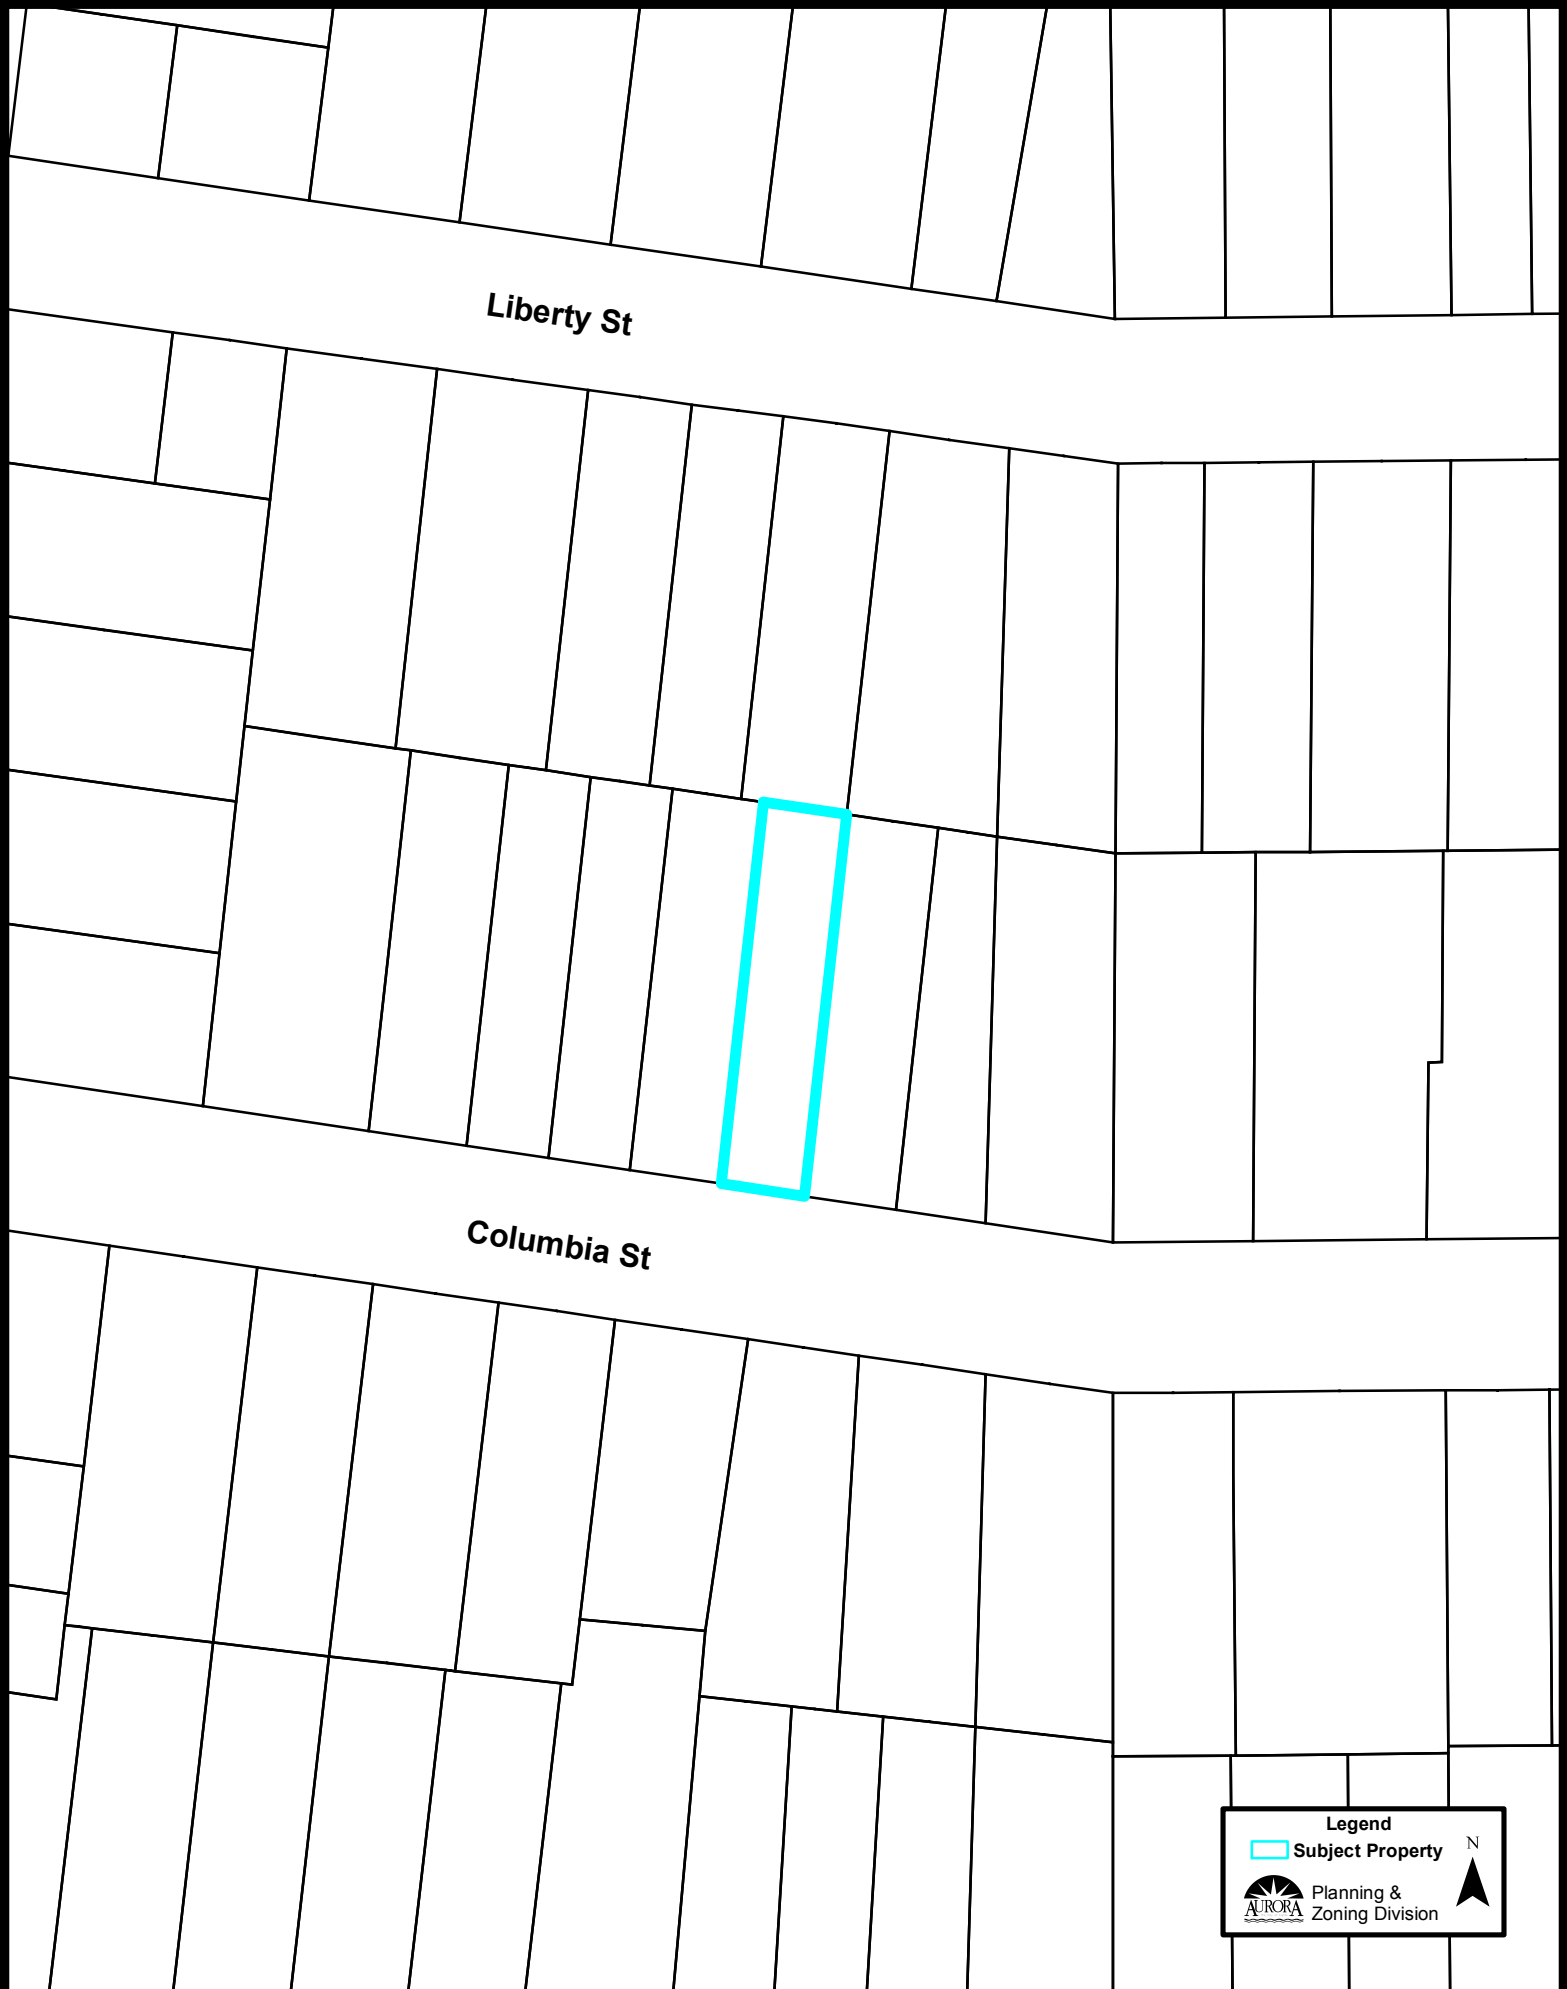 Liberty St
Columbia St
Legend
Subject Property
N
AURORA
Planning &
Zoning Division